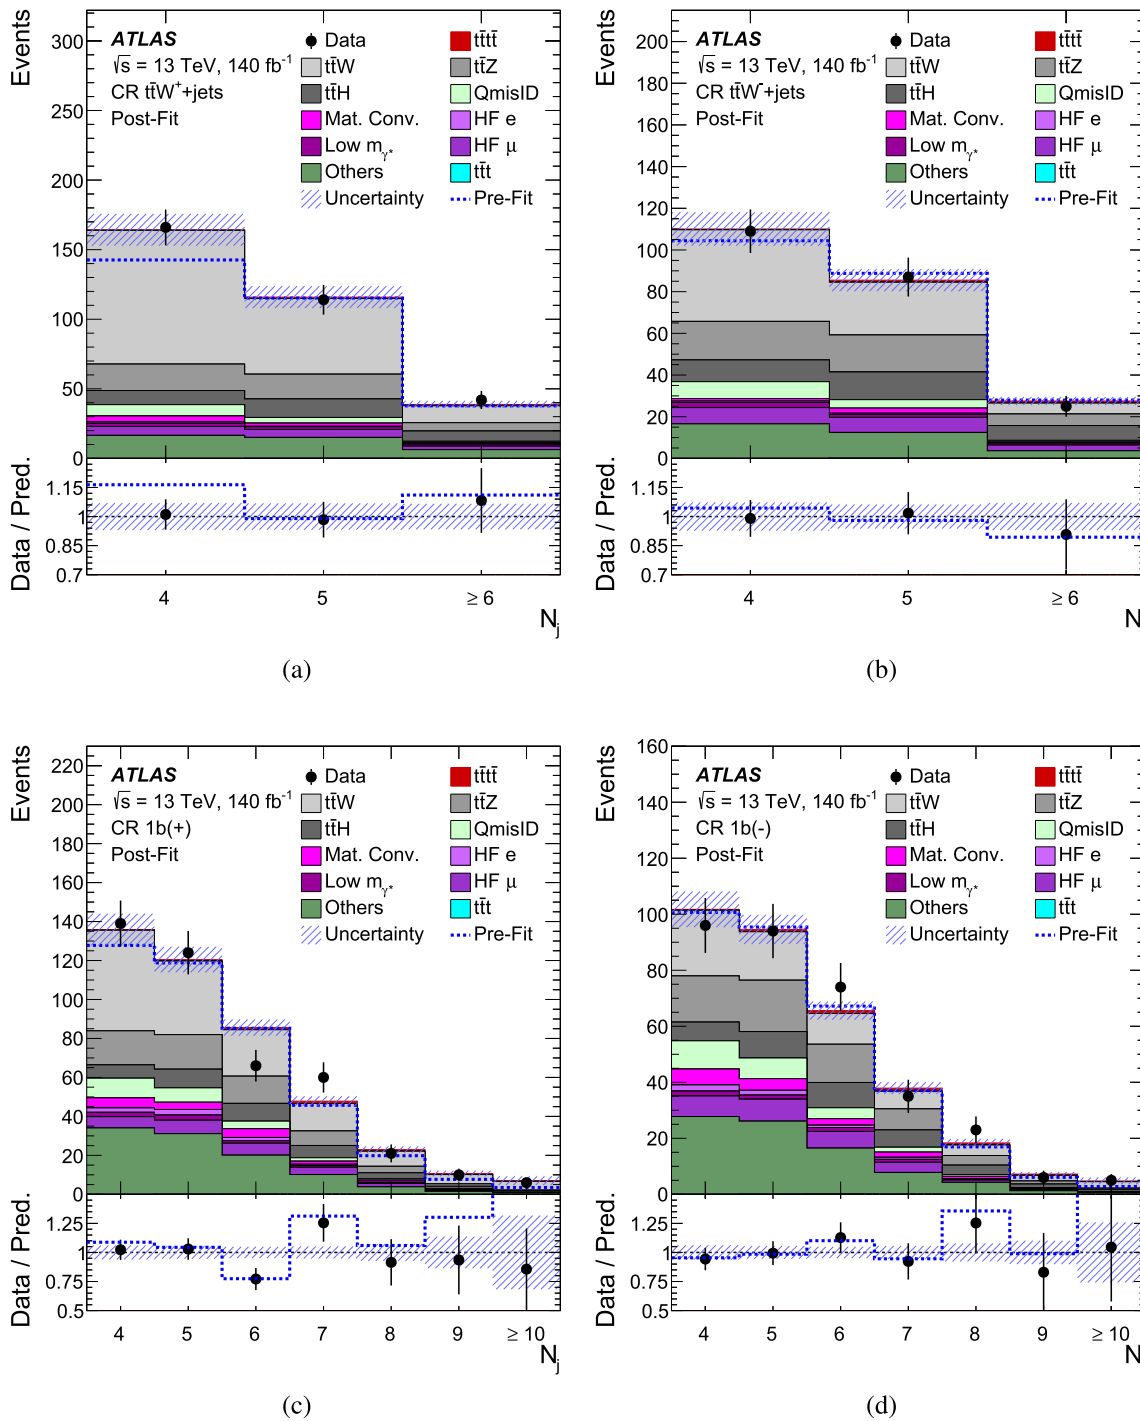 (a)
Events
300
250
200
150
100
50
0
ATLAS
√s = 13 TeV, 140 fb⁻¹
CR tt̄W⁺+jets
Post-Fit
Data
tt̄W
tt̄H
Mat. Conv.
Low m_γ*
Others
Uncertainty
tt̄tt̄
tt̄Z
QmisID
HF e
HF μ
tt̄t
Pre-Fit
Data / Pred.
1.15
1
0.85
0.7
4 5 ≥ 6
N_j
Events
200
180
160
140
120
100
80
60
40
20
0
ATLAS
√s = 13 TeV, 140 fb⁻¹
CR tt̄W⁻+jets
Post-Fit
Data
tt̄W
tt̄H
Mat. Conv.
Low m_γ*
Others
Uncertainty
tt̄tt̄
tt̄Z
QmisID
HF e
HF μ
tt̄t
Pre-Fit
Data / Pred.
1.15
1
0.85
0.7
4 5 ≥ 6
N
(b)
Events
220
200
180
160
140
120
100
80
60
40
20
0
ATLAS
√s = 13 TeV, 140 fb⁻¹
CR 1b(+)
Post-Fit
Data
tt̄W
tt̄H
Mat. Conv.
Low m_γ*
Others
Uncertainty
tt̄tt̄
tt̄Z
QmisID
HF e
HF μ
tt̄t
Pre-Fit
Data / Pred.
1.25
1
0.75
0.5
4 5 6 7 8 9 ≥ 10
N_j
(c)
Events
160
140
120
100
80
60
40
20
0
ATLAS
√s = 13 TeV, 140 fb⁻¹
CR 1b(-)
Post-Fit
Data
tt̄W
tt̄H
Mat. Conv.
Low m_γ*
Others
Uncertainty
tt̄tt̄
tt̄Z
QmisID
HF e
HF μ
tt̄t
Pre-Fit
Data / Pred.
1.25
1
0.75
0.5
4 5 6 7 8 9 ≥ 10
N
(d)